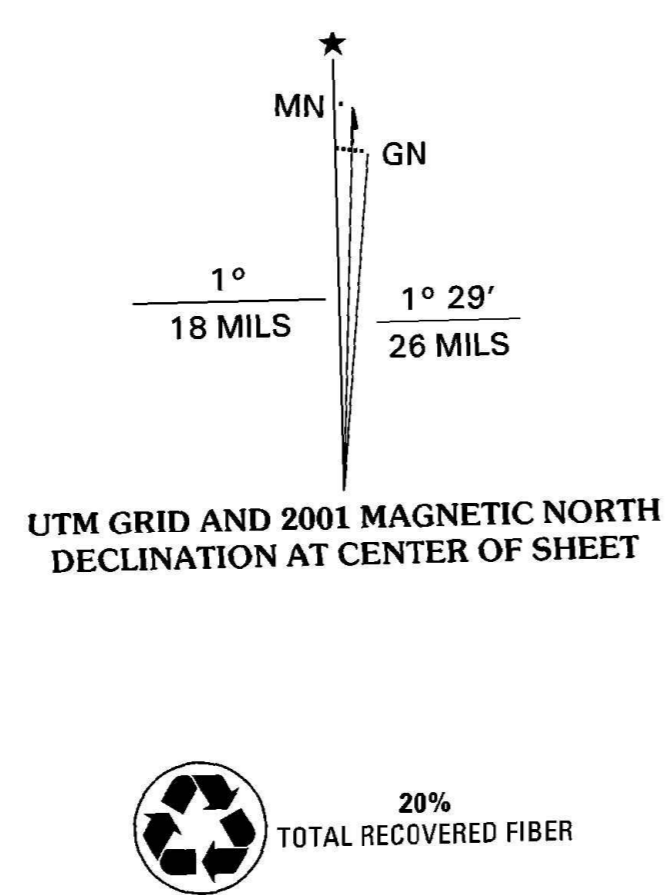 ★
MN
GN
1°
18 MILS
1° 29′
26 MILS
UTM GRID AND 2001 MAGNETIC NORTH
DECLINATION AT CENTER OF SHEET
20%
TOTAL RECOVERED FIBER